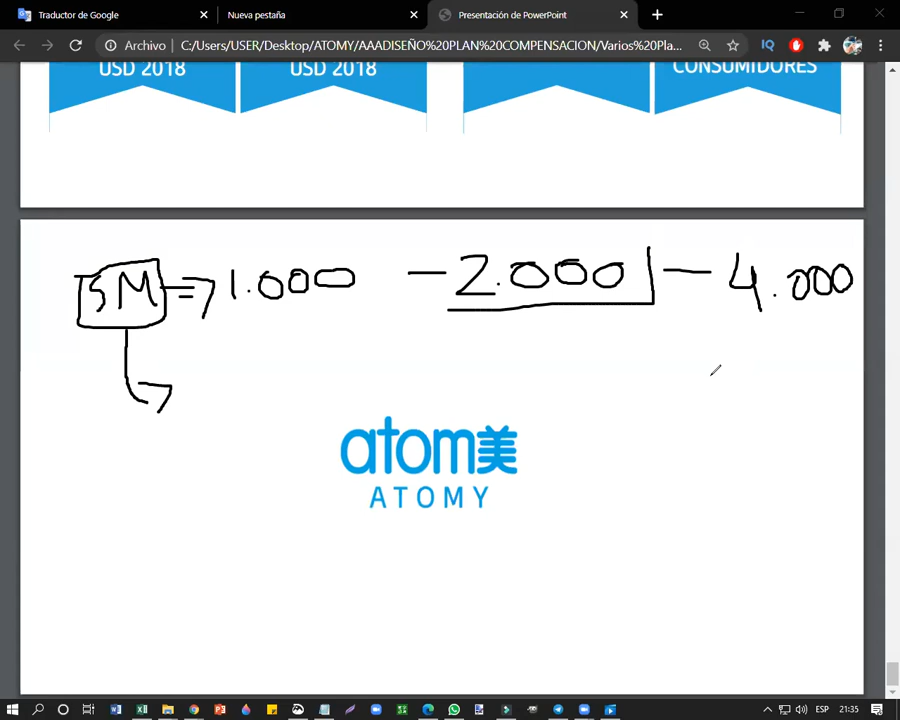 Traductor de Google
Nueva pestaña
Presentación de PowerPoint
Archivo
C:/Users/USER/Desktop/ATOMY/AAADISEÑO%20PLAN%20COMPENSACION/Varios%20Pla...
IQ
USD 2018
USD 2018
CONSUMIDORES
SM 1.000 — 2.000 — 4.000
atom美
ATOMY
ESP
21:35